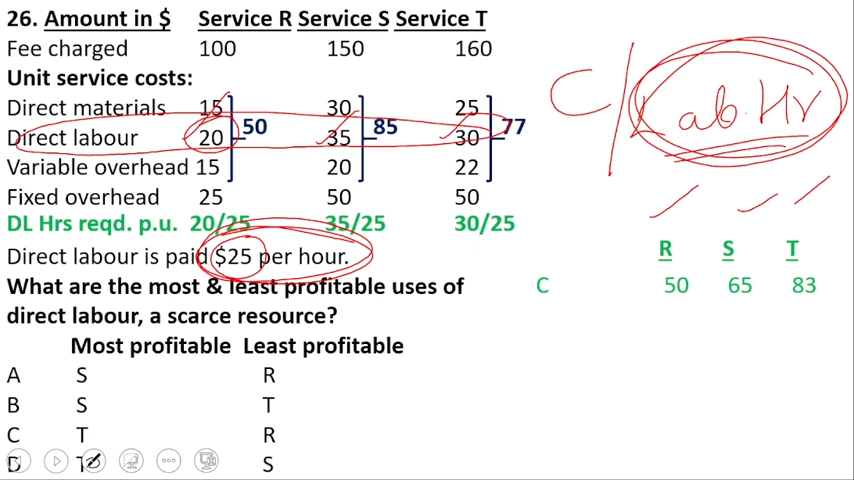 26. Amount in $ Service R Service S Service T
Fee charged 100 150 160
Unit service costs:
Direct materials 15 30 25
Direct labour 20 50 35 85 30 77
Variable overhead 15 20 22
Fixed overhead 25 50 50
DL Hrs reqd. p.u. 20/25 35/25 30/25
Direct labour is paid $25 per hour.
What are the most & least profitable uses of
direct labour, a scarce resource?
Most profitable Least profitable
A S R
B S T
C T R
D T S
C/Lab. Hr
R S T
C 50 65 83